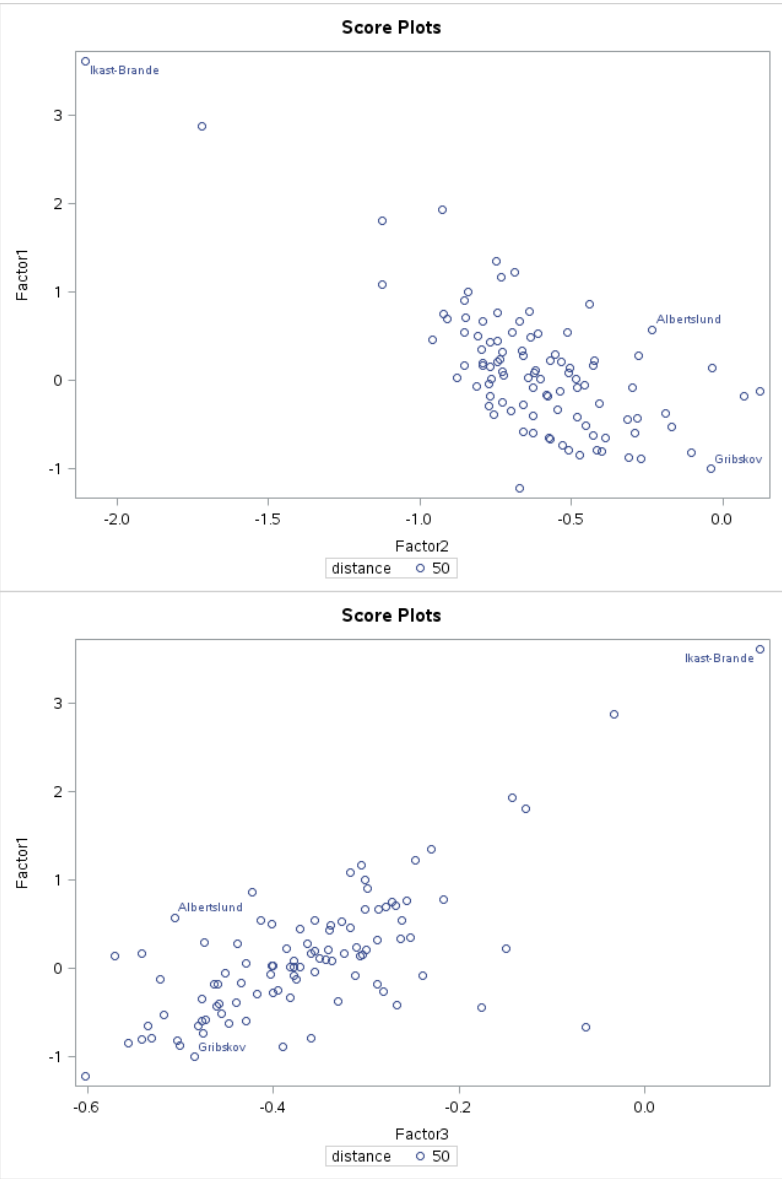 Score Plots
Ikast-Brande
3
2
Factor1
1
Albertslund
0
Gribskov
-1
-2.0 -1.5 -1.0 -0.5 0.0
Factor2
distance 50
Score Plots
Ikast-Brande
3
2
Factor1
1
Albertslund
0
Gribskov
-1
-0.6 -0.4 -0.2 0.0
Factor3
distance 50